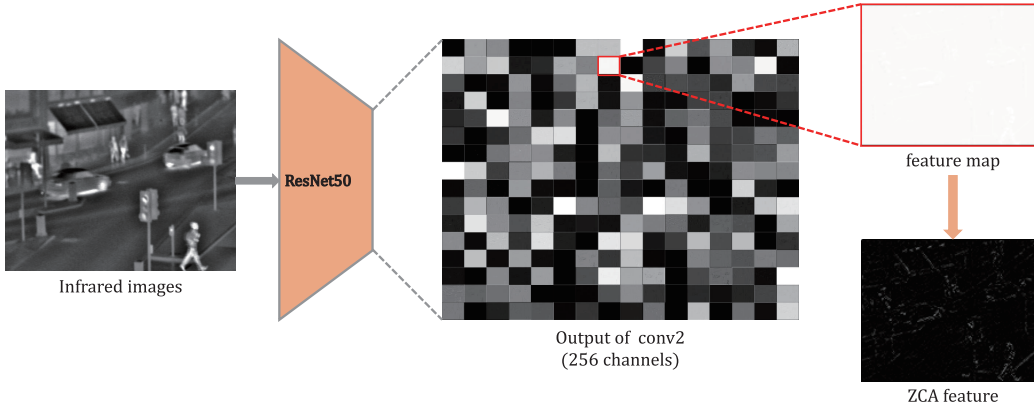 Infrared images
ResNet50
Output of conv2
(256 channels)
feature map
ZCA feature